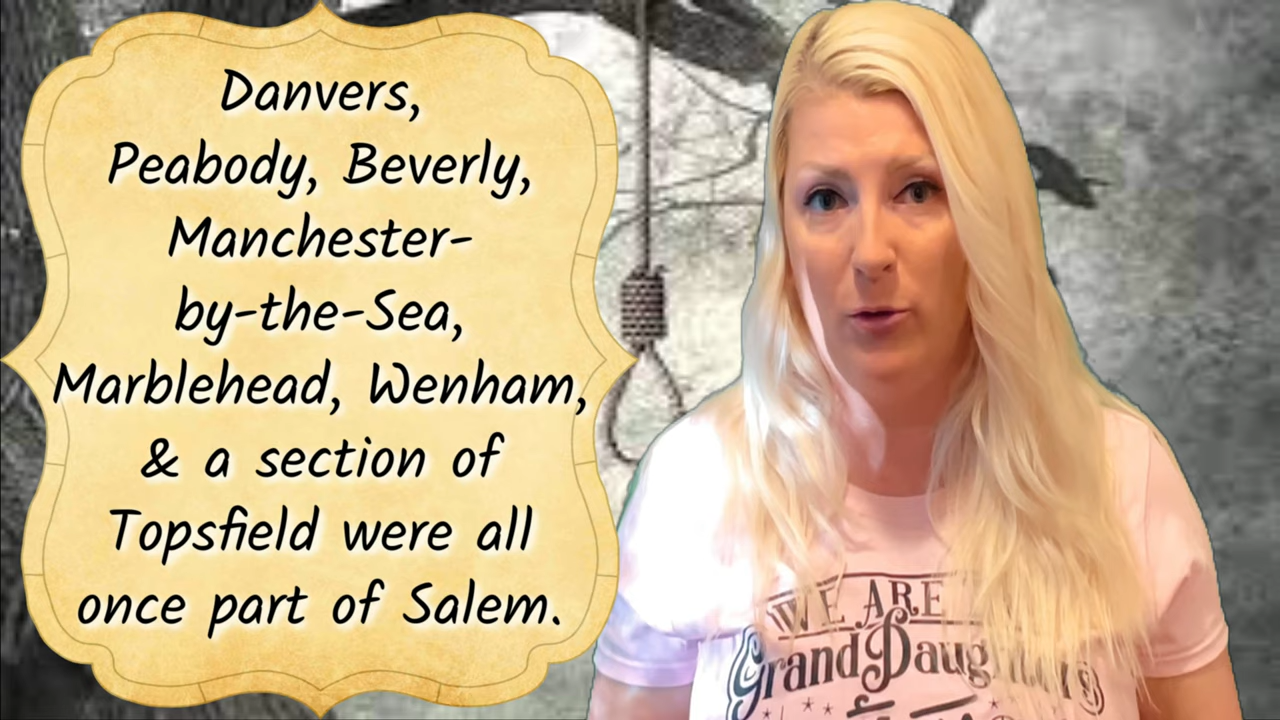 Danvers,
Peabody, Beverly,
Manchester-
by-the-Sea,
Marblehead, Wenham,
& a section of
Topsfield were all
once part of Salem.
WE ARE